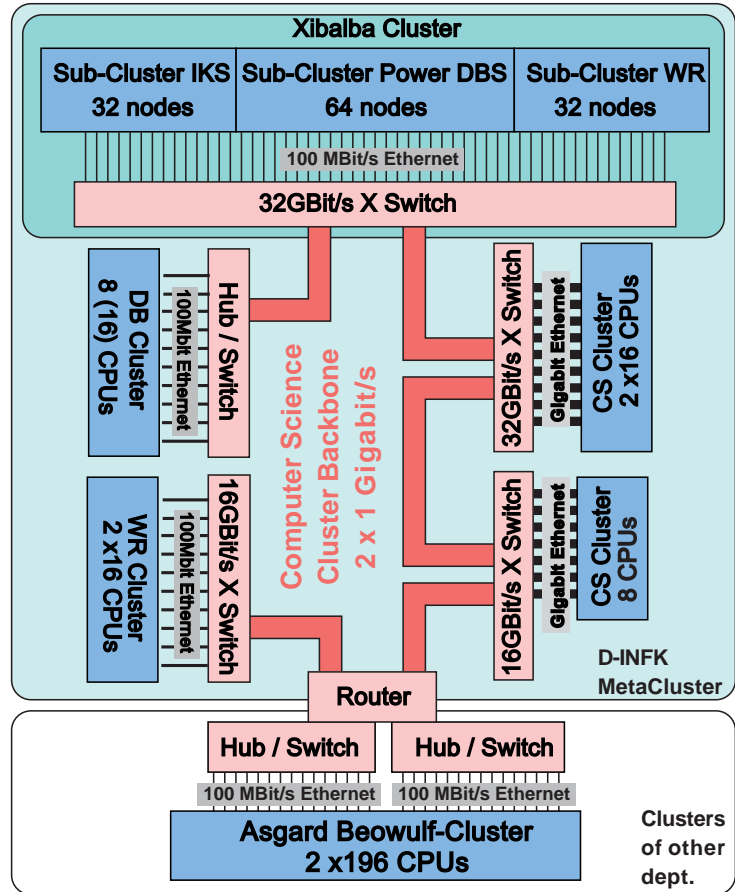 Xibalba Cluster
Sub-Cluster IKS
32 nodes
Sub-Cluster Power DBS
64 nodes
Sub-Cluster WR
32 nodes
100 MBit/s Ethernet
32GBit/s X Switch
DB Cluster
8 (16) CPUs
100Mbit Ethernet
Hub / Switch
Computer Science
Cluster Backbone
2 x 1 Gigabit/s
32GBit/s X Switch
Gigabit Ethernet
CS Cluster
2 x16 CPUs
WR Cluster
2 x16 CPUs
100Mbit Ethernet
16GBit/s X Switch
16GBit/s X Switch
Gigabit Ethernet
CS Cluster
8 CPUs
D-INFK
MetaCluster
Router
Hub / Switch
Hub / Switch
100 MBit/s Ethernet
100 MBit/s Ethernet
Asgard Beowulf-Cluster
2 x196 CPUs
Clusters
of other
dept.